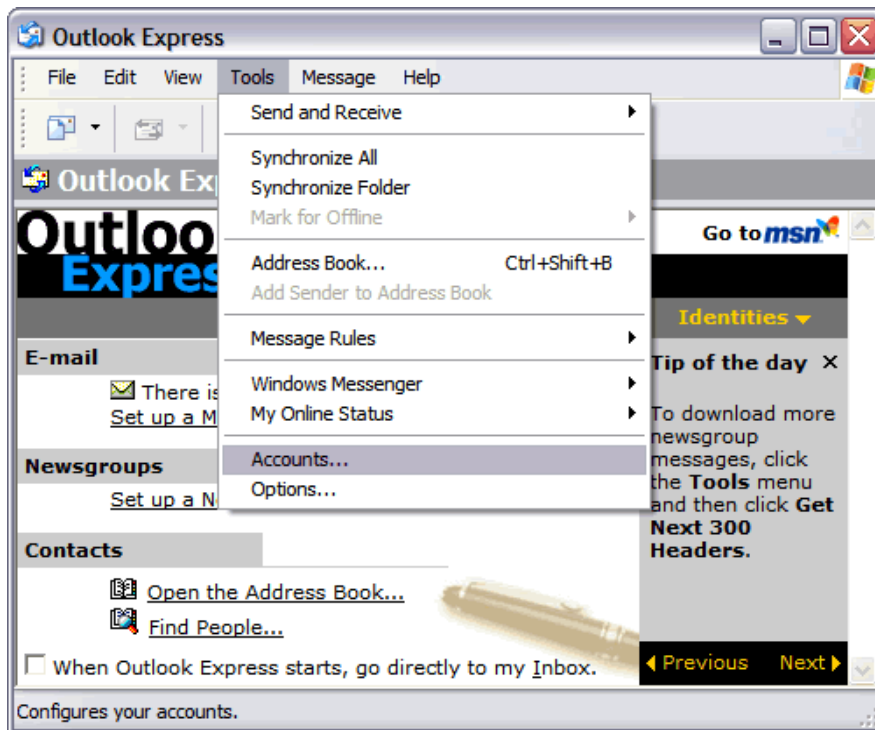 Outlook Express
File Edit View Tools Message Help
Send and Receive
Synchronize All
Synchronize Folder
Mark for Offline
Address Book... Ctrl+Shift+B
Add Sender to Address Book
Message Rules
Windows Messenger
My Online Status
Accounts...
Options...
Outlook Ex
Outloo
Expres
Go to msn
Identities
E-mail
There is
Set up a M
Newsgroups
Set up a N
Contacts
Open the Address Book...
Find People...
When Outlook Express starts, go directly to my Inbox.
Tip of the day
To download more
newsgroup
messages, click
the Tools menu
and then click Get
Next 300
Headers.
Previous Next
Configures your accounts.